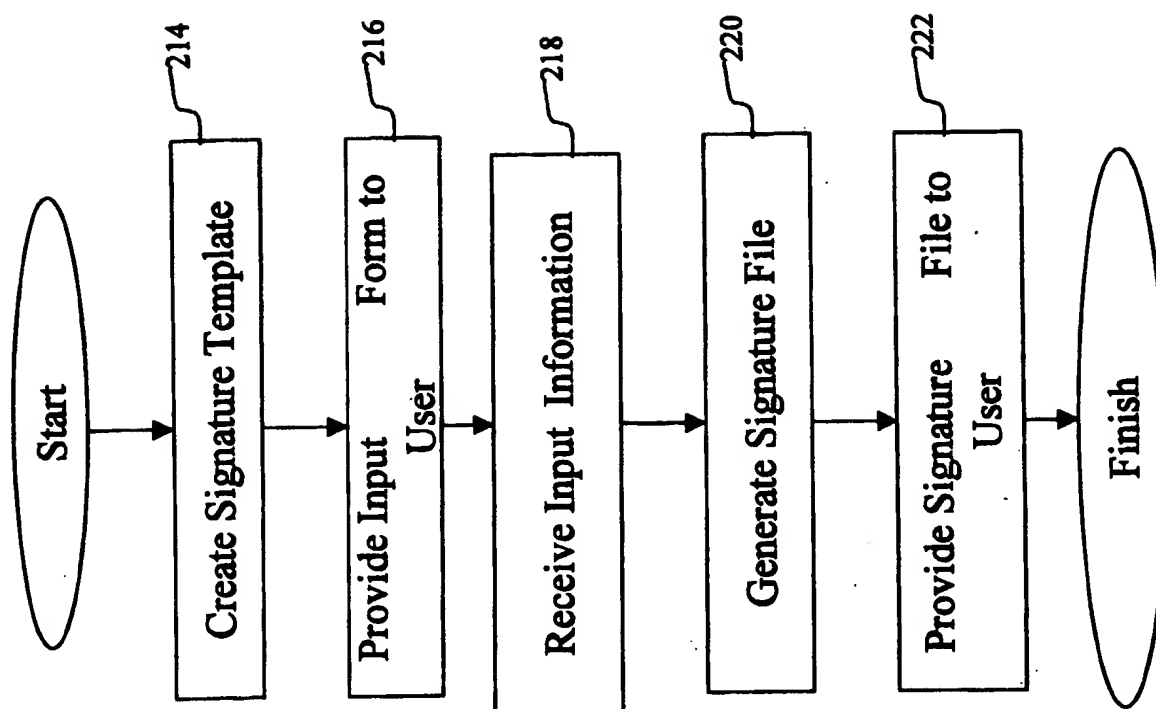 Start
214
Create Signature Template
216
Provide Input Form to
User
218
Receive Input Information
220
Generate Signature File
222
Provide Signature File to
User
Finish